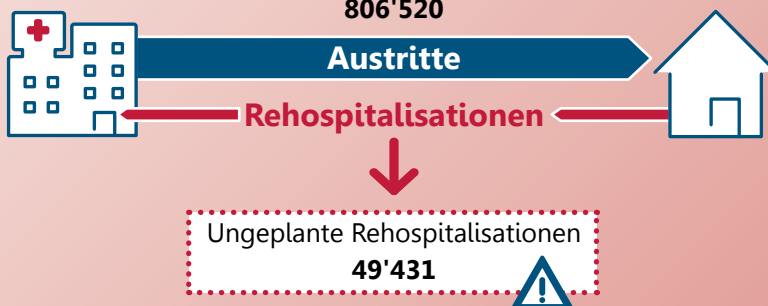 806'520
Austritte
Rehospitalisationen
Ungeplante Rehospitalisationen
49'431